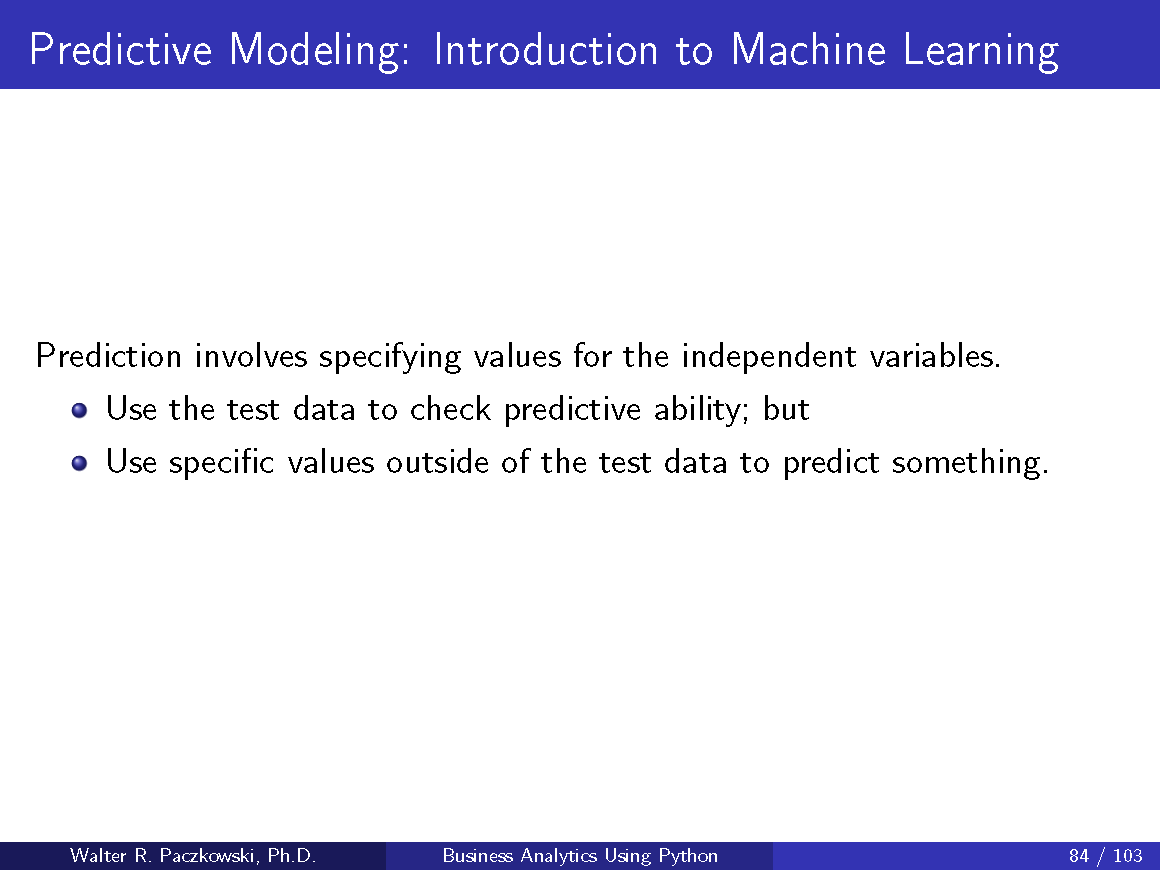 Predictive Modeling: Introduction to Machine Learning
Prediction involves specifying values for the independent variables.
Use the test data to check predictive ability; but
Use specific values outside of the test data to predict something.
Walter R. Paczkowski, Ph.D.
Business Analytics Using Python
84 / 103